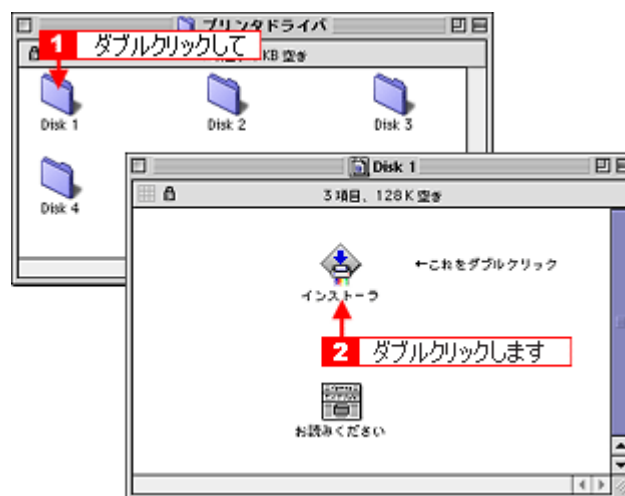 プリンタドライバ
1 ダブルクリックして
KB 空き
Disk 1
Disk 2
Disk 3
Disk 4
Disk 1
3項目、128K 空き
インストーラ
←これをダブルクリック
2 ダブルクリックします
お読みください